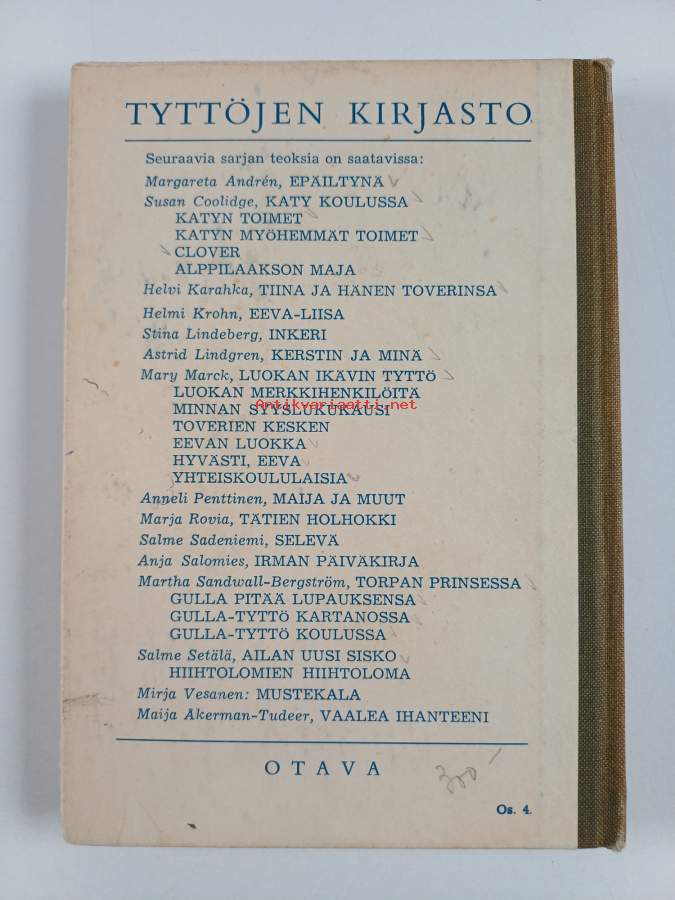 TYTTÖJEN KIRJASTO
Seuraavia sarjan teoksia on saatavissa:
Margareta Andrén, EPÄILTYNÄ
Susan Coolidge, KATY KOULUSSA
KATYN TOIMET
KATYN MYÖHEMMÄT TOIMET
CLOVER
ALPPILAAKSON MAJA
Helvi Karahka, TIINA JA HÄNEN TOVERINSA
Helmi Krohn, EEVA-LIISA
Stina Lindeberg, INKERI
Astrid Lindgren, KERSTIN JA MINÄ
Mary Marck, LUOKAN IKÄVIN TYTTÖ
LUOKAN MERKKIHENKILÖITÄ
Antikvariaatti.net
MINNAN SYYSLUKUKAUSI
TOVERIEN KESKEN
EEVAN LUOKKA
HYVÄSTI, EEVA
YHTEISKOULULAISIA
Anneli Penttinen, MAIJA JA MUUT
Marja Rovia, TÄTIEN HOLHOKKI
Salme Sadeniemi, SELEVÄ
Anja Salomies, IRMAN PÄIVÄKIRJA
Martha Sandwall-Bergström, TORPAN PRINSESSA
GULLA PITÄÄ LUPAUKSENSA
GULLA-TYTTÖ KARTANOSSA
GULLA-TYTTÖ KOULUSSA
Salme Setälä, AILAN UUSI SISKO
HIIHTOLOMIEN HIIHTOLOMA
Mirja Vesanen: MUSTEKALA
Maija Åkerman-Tudeer, VAALEA IHANTEENI
OTAVA
300
Os. 4.